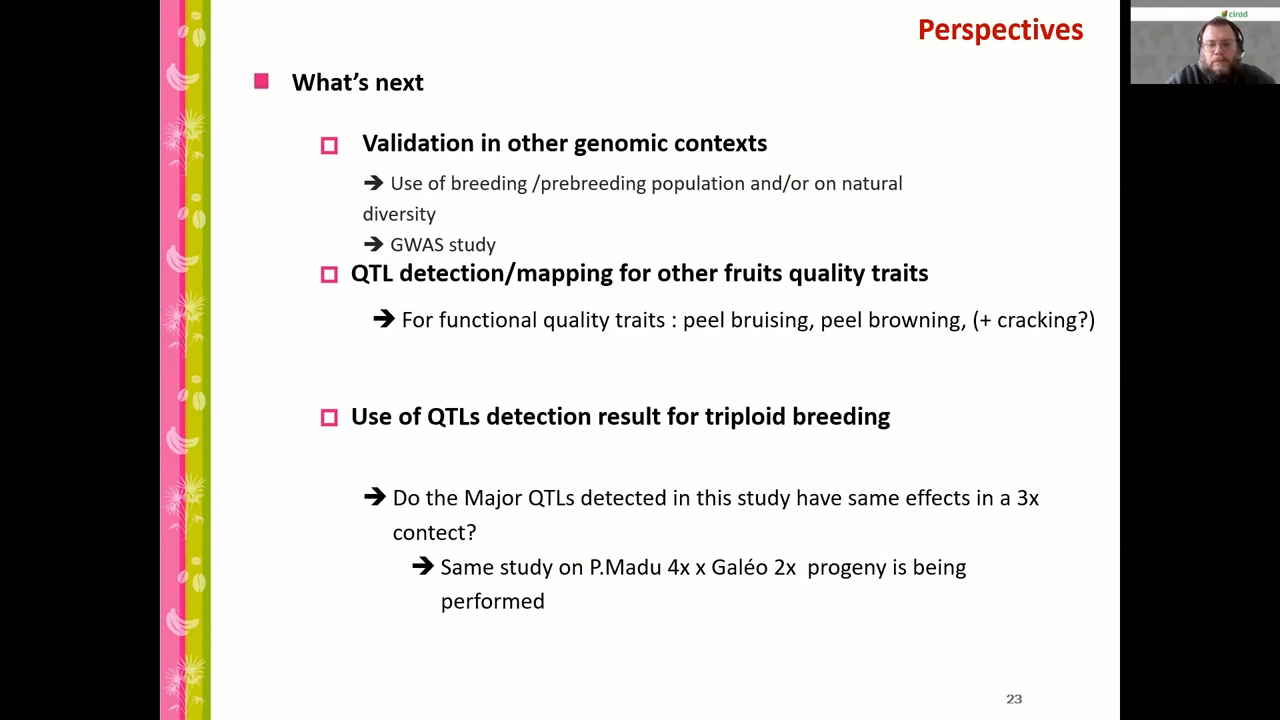 Perspectives
cirad
What's next
Validation in other genomic contexts
➔ Use of breeding /prebreeding population and/or on natural
diversity
➔ GWAS study
QTL detection/mapping for other fruits quality traits
➔ For functional quality traits : peel bruising, peel browning, (+ cracking?)
Use of QTLs detection result for triploid breeding
➔ Do the Major QTLs detected in this study have same effects in a 3x
contect?
➔ Same study on P.Madu 4x x Galéo 2x progeny is being
performed
23